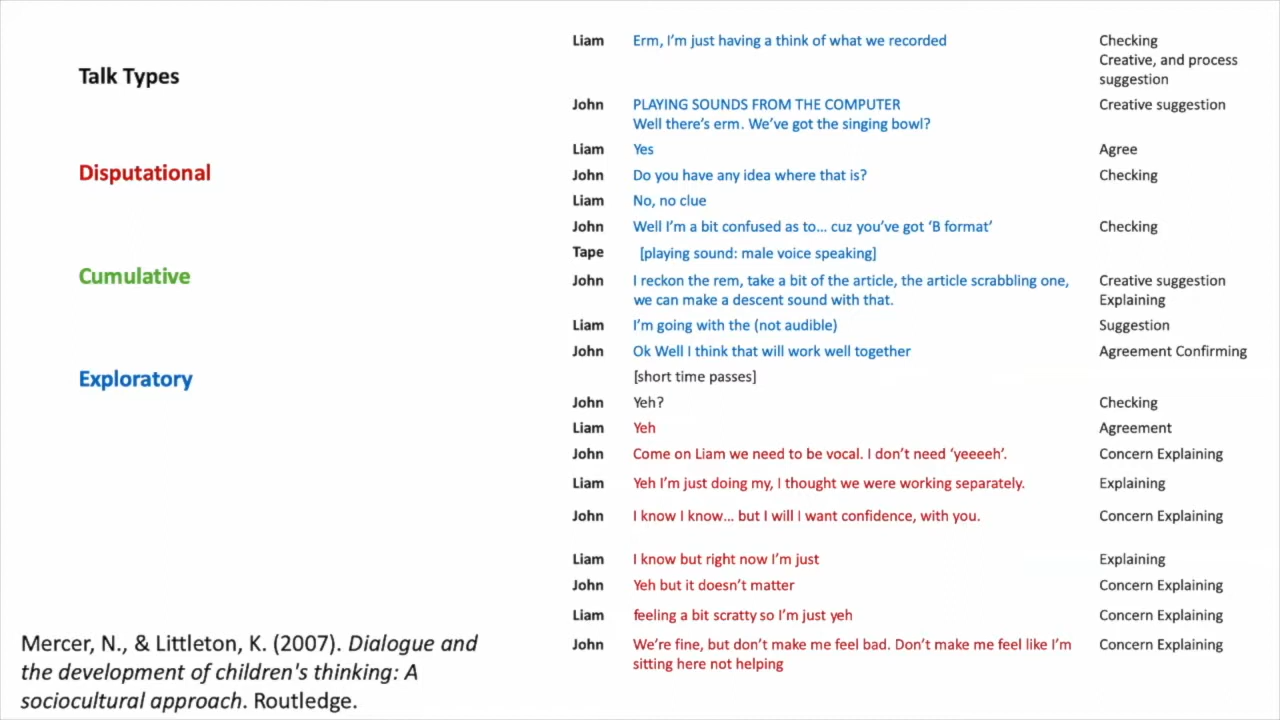 Talk Types
Disputational
Cumulative
Exploratory
Mercer, N., & Littleton, K. (2007). Dialogue and
the development of children's thinking: A
sociocultural approach. Routledge.
Liam Erm, I'm just having a think of what we recorded Checking
Creative, and process
suggestion
John PLAYING SOUNDS FROM THE COMPUTER Creative suggestion
Well there's erm. We've got the singing bowl?
Liam Yes Agree
John Do you have any idea where that is? Checking
Liam No, no clue
John Well I'm a bit confused as to… cuz you've got 'B format' Checking
Tape [playing sound: male voice speaking]
John I reckon the rem, take a bit of the article, the article scrabbling one, Creative suggestion
we can make a descent sound with that. Explaining
Liam I'm going with the (not audible) Suggestion
John Ok Well I think that will work well together Agreement Confirming
[short time passes]
John Yeh? Checking
Liam Yeh Agreement
John Come on Liam we need to be vocal. I don't need 'yeeeeh'. Concern Explaining
Liam Yeh I'm just doing my, I thought we were working separately. Explaining
John I know I know… but I will I want confidence, with you. Concern Explaining
Liam I know but right now I'm just Explaining
John Yeh but it doesn't matter Concern Explaining
Liam feeling a bit scratty so I'm just yeh Concern Explaining
John We're fine, but don't make me feel bad. Don't make me feel like I'm Concern Explaining
sitting here not helping